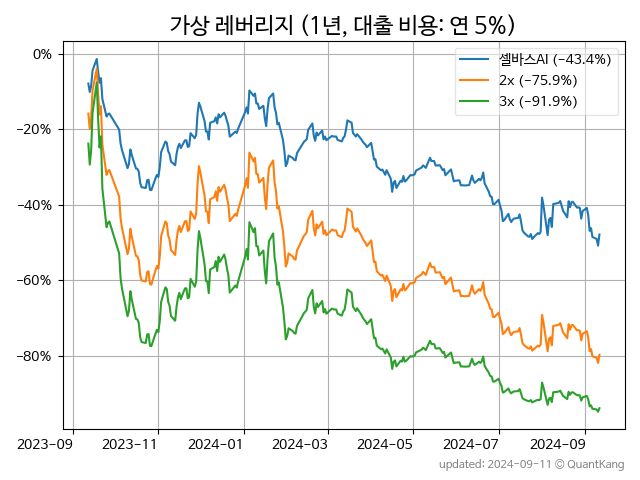 가상 레버리지 (1년, 대출 비용: 연 5%)
셀바스AI (−43.4%)
2x (−75.9%)
3x (−91.9%)
0%
−20%
−40%
−60%
−80%
2023-09 2023-11 2024-01 2024-03 2024-05 2024-07 2024-09
updated: 2024-09-11 © QuantKang